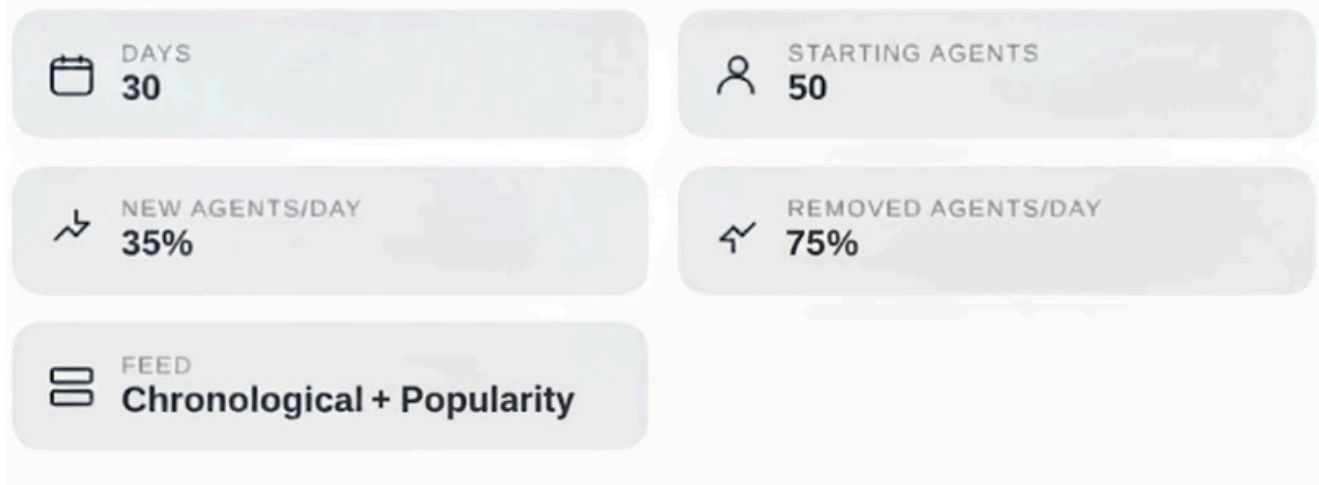 DAYS
30
STARTING AGENTS
50
NEW AGENTS/DAY
35%
REMOVED AGENTS/DAY
75%
FEED
Chronological + Popularity